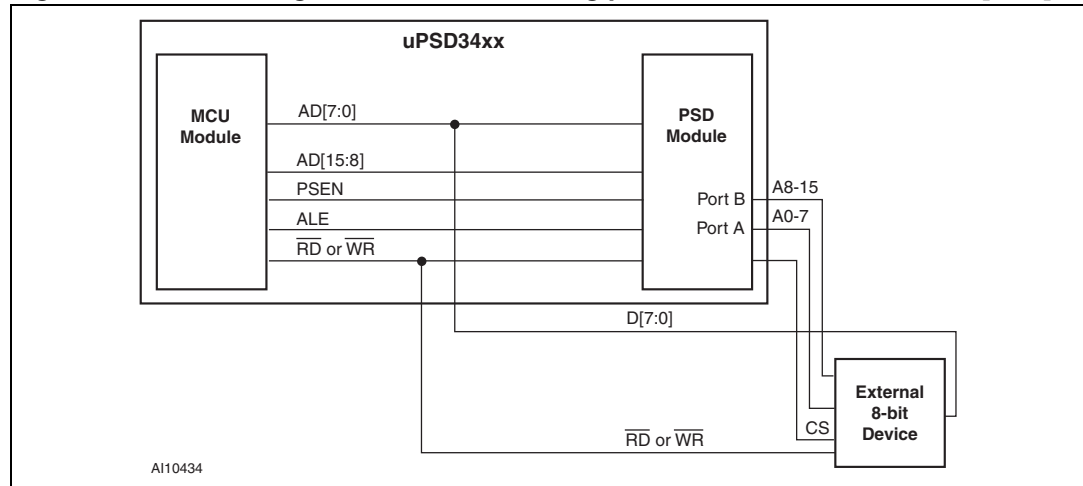 uPSD34xx
MCU
Module
AD[7:0]
AD[15:8]
PSEN
ALE
RD or WR
PSD
Module
Port B
Port A
A8-15
A0-7
D[7:0]
External
8-bit
Device
CS
RD or WR
AI10434